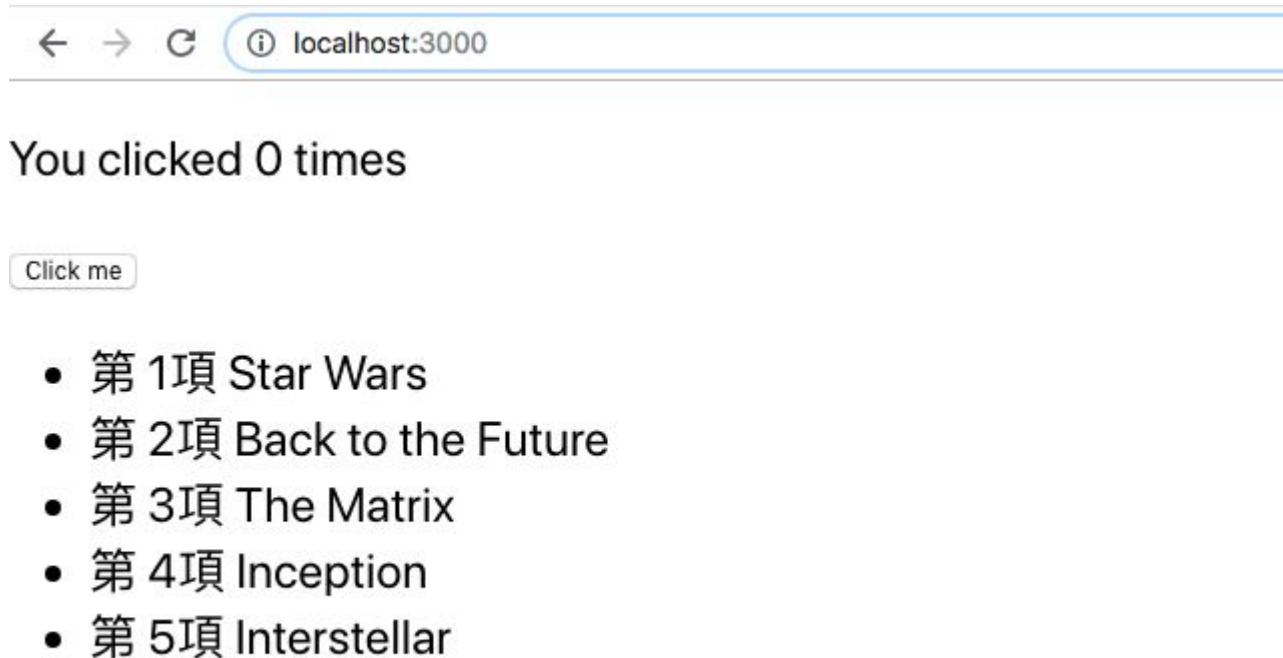 localhost:3000
You clicked 0 times
Click me
• 第 1項 Star Wars
• 第 2項 Back to the Future
• 第 3項 The Matrix
• 第 4項 Inception
• 第 5項 Interstellar